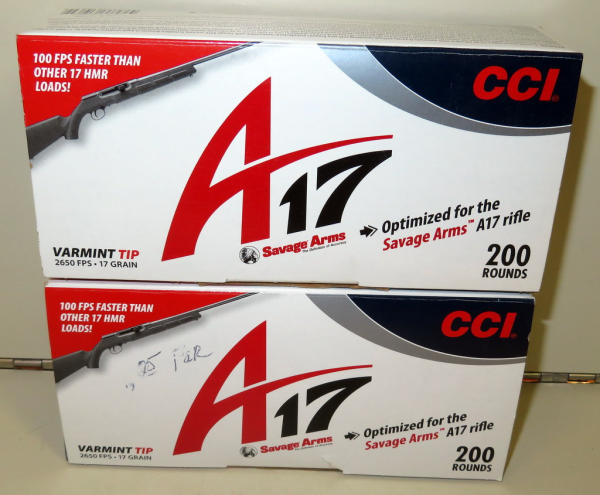 100 FPS FASTER THAN
OTHER 17 HMR
LOADS!
CCI
A17
Savage Arms
Optimized for the
Savage Arms™ A17 rifle
VARMINT TIP
2650 FPS • 17 GRAIN
200
ROUNDS
100 FPS FASTER THAN
OTHER 17 HMR
LOADS!
CCI
A17
Savage Arms
Optimized for the
Savage Arms™ A17 rifle
VARMINT TIP
2650 FPS • 17 GRAIN
200
ROUNDS